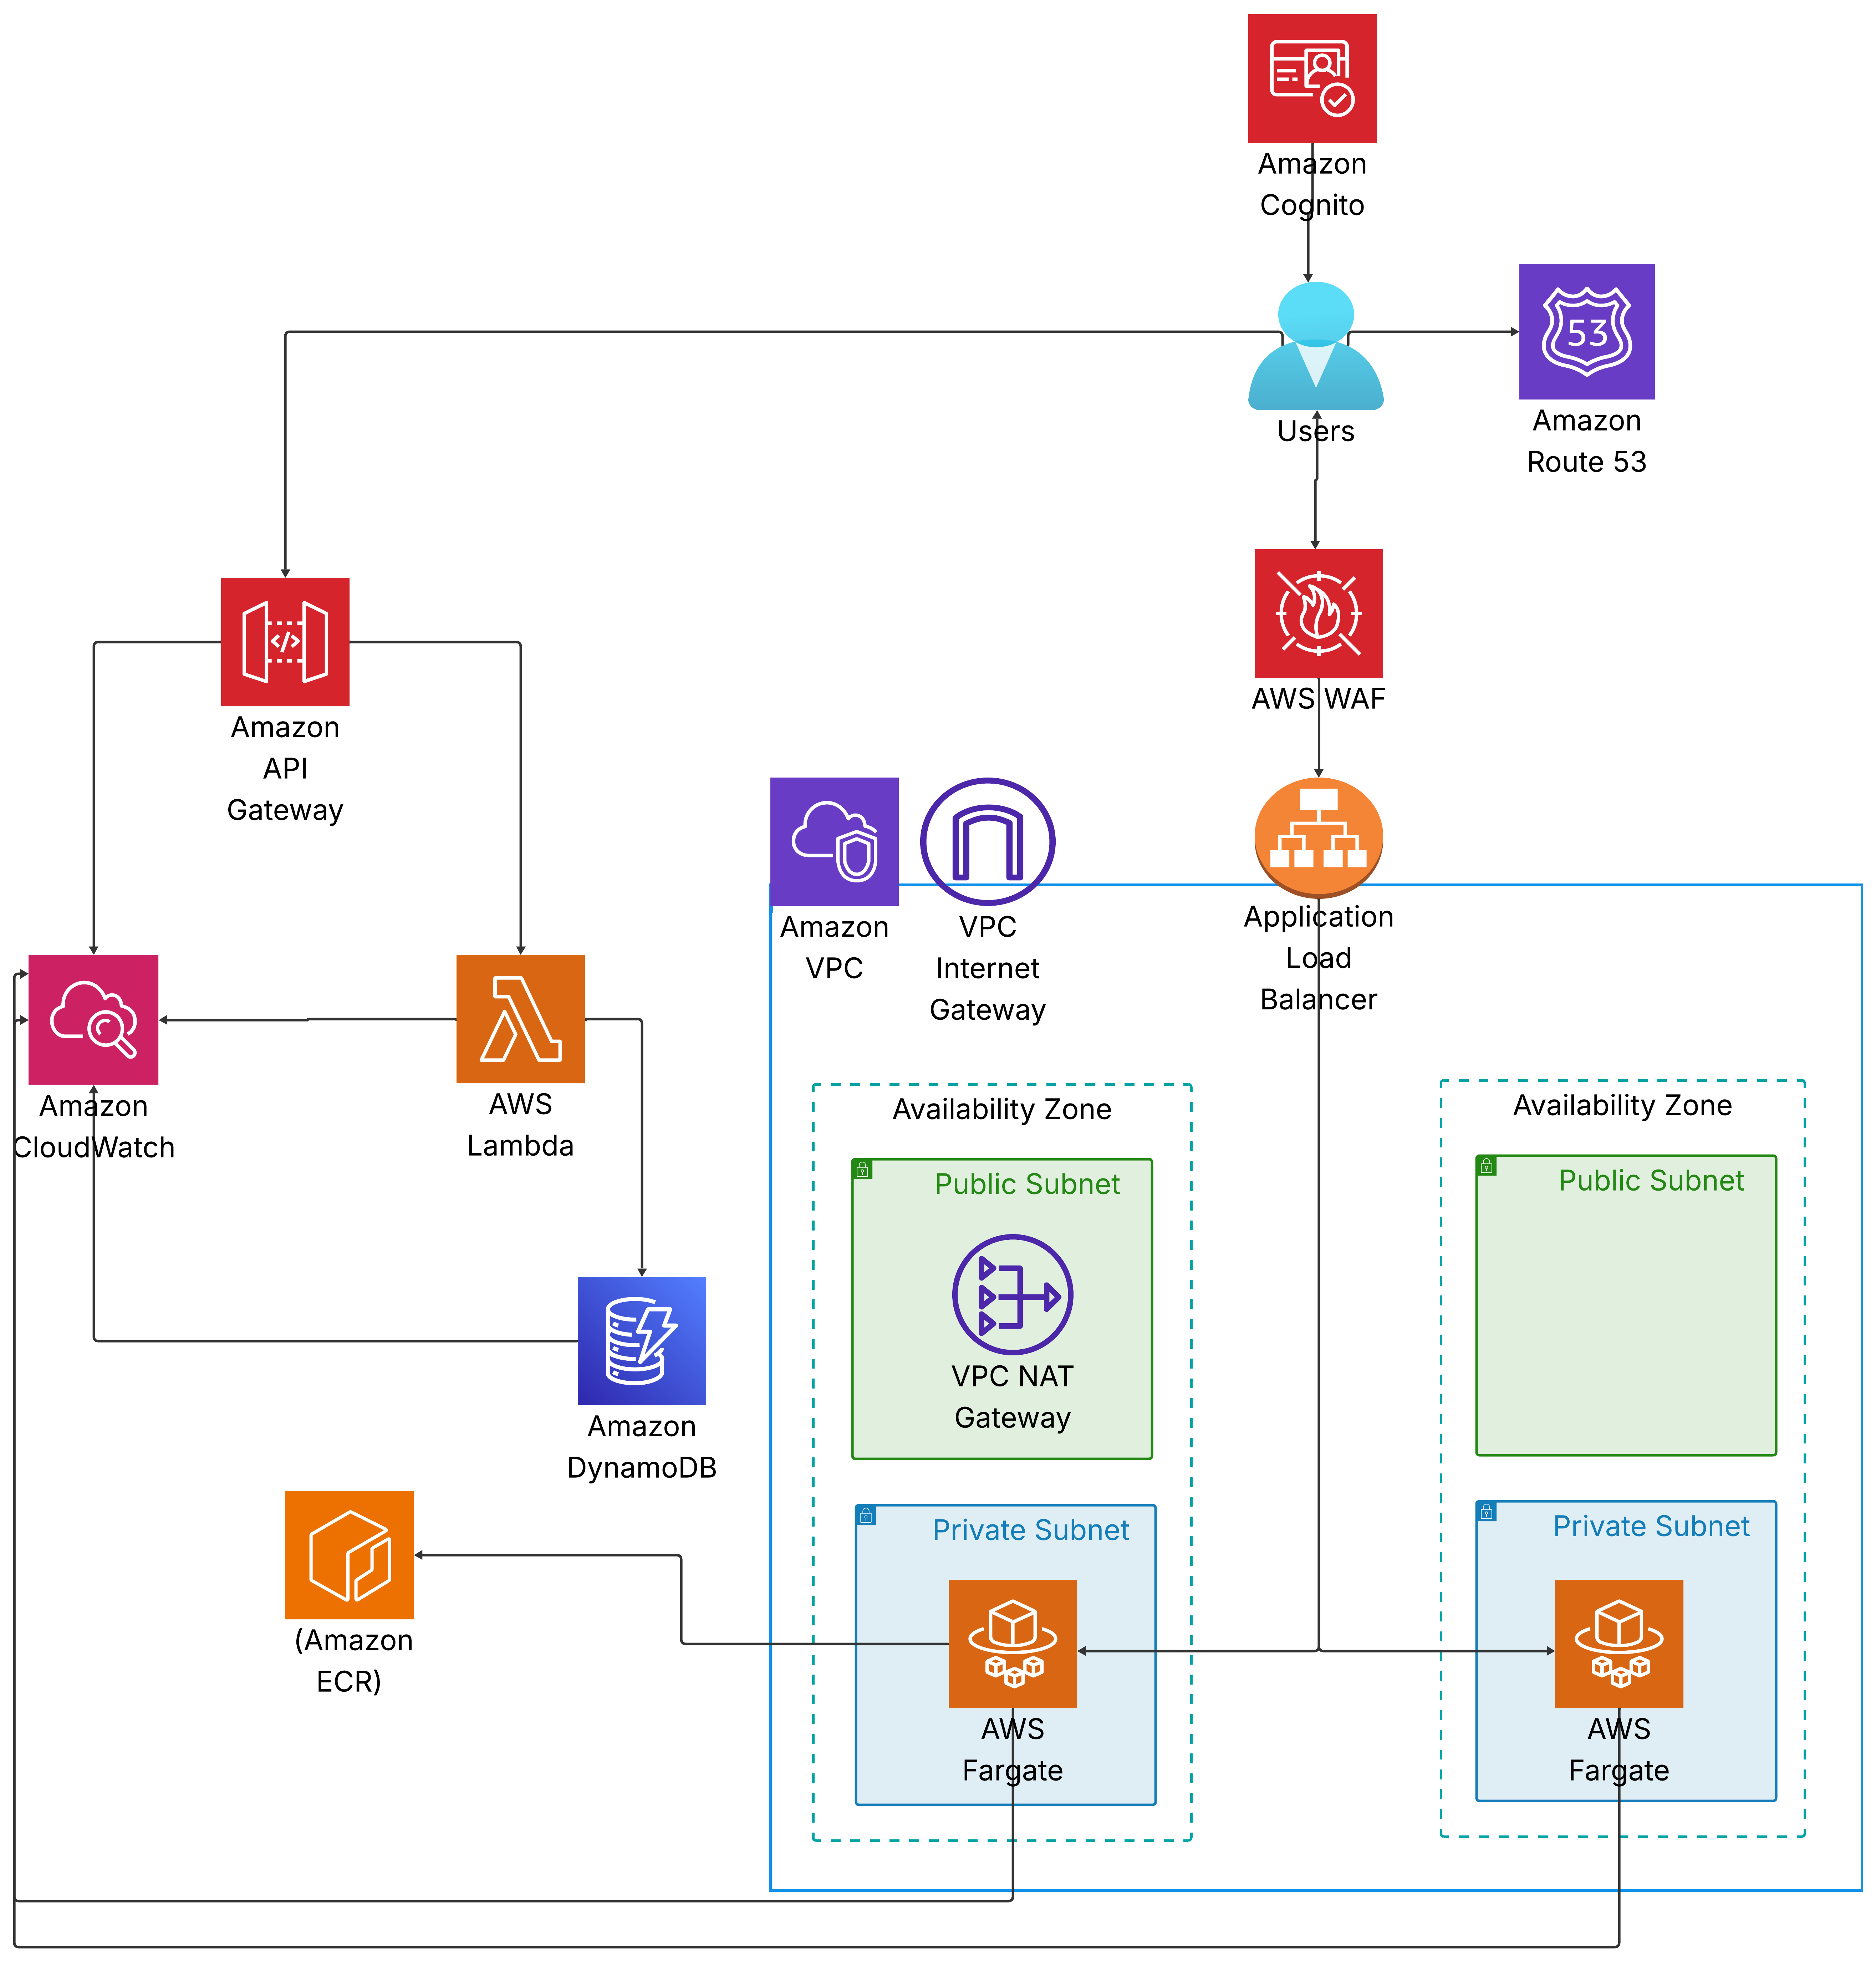 Amazon
Cognito
53
Users
Amazon
Route 53
</>
AWS WAF
Amazon
API
Gateway
Amazon
VPC
VPC
Internet
Gateway
Application
Load
Balancer
Amazon
CloudWatch
AWS
Lambda
Availability Zone
Availability Zone
Public Subnet
Public Subnet
VPC NAT
Gateway
Amazon
DynamoDB
Private Subnet
Private Subnet
(Amazon
ECR)
AWS
Fargate
AWS
Fargate